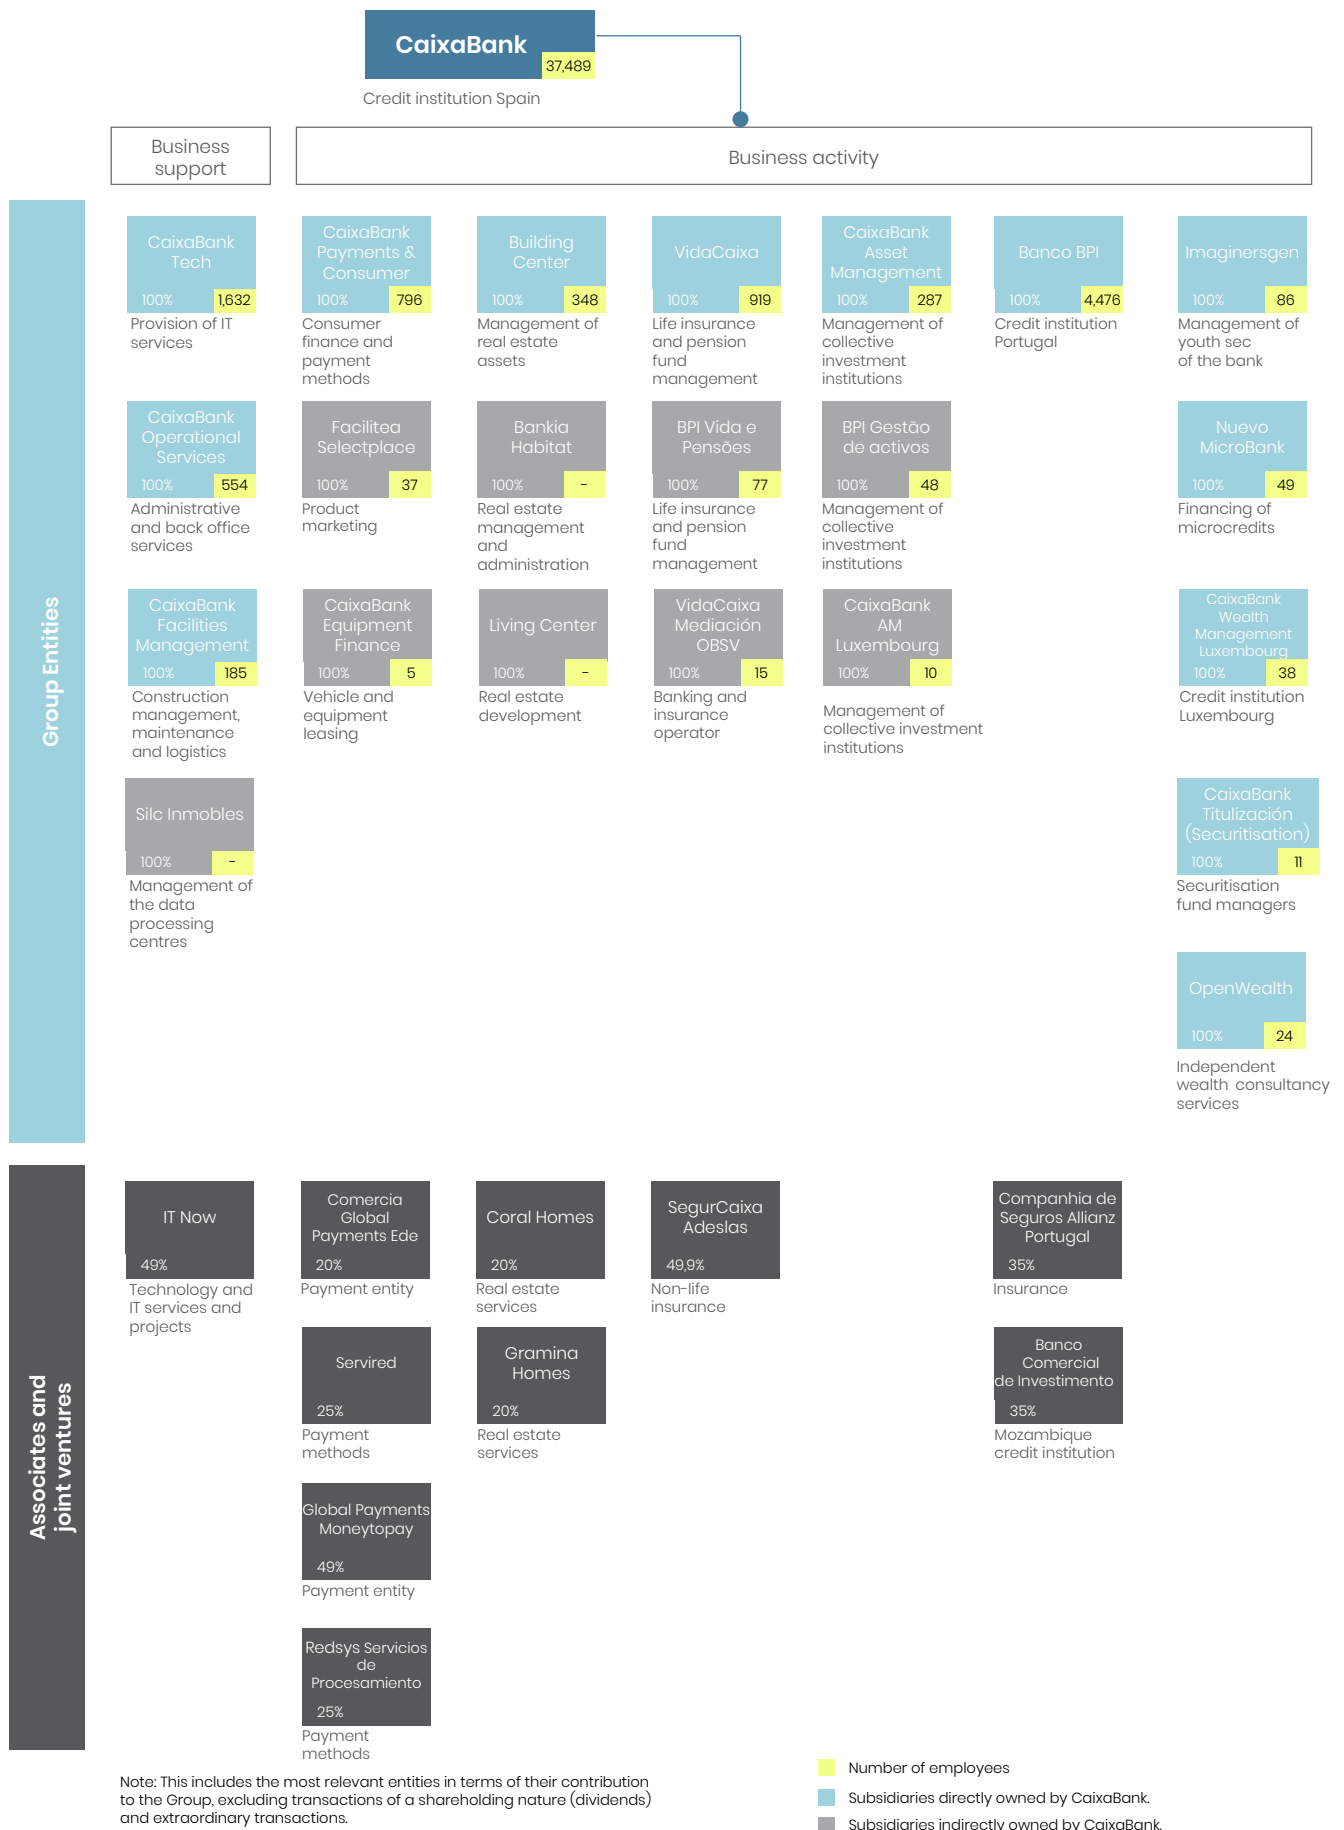 CaixaBank
37,489
Credit institution Spain
Business
support
Business activity
Group Entities
CaixaBank
Tech
100%
1,632
Provision of IT
services
CaixaBank
Payments &
Consumer
100%
796
Consumer
finance and
payment
methods
Building
Center
100%
348
Management of
real estate
assets
VidaCaixa
100%
919
Life insurance
and pension
fund
management
CaixaBank
Asset
Management
100%
287
Management of
collective
investment
institutions
Banco BPI
100%
4,476
Credit institution
Portugal
Imaginersgen
100%
86
Management of
youth sec
of the bank
CaixaBank
Operational
Services
100%
554
Administrative
and back office
services
Facilitea
Selectplace
100%
37
Product
marketing
Bankia
Habitat
100%
-
Real estate
management
and
administration
BPI Vida e
Pensões
100%
77
Life insurance
and pension
fund
management
BPI Gestão
de activos
100%
48
Management of
collective
investment
institutions
Nuevo
MicroBank
100%
49
Financing of
microcredits
CaixaBank
Facilities
Management
100%
185
Construction
management,
maintenance
and logistics
CaixaBank
Equipment
Finance
100%
5
Vehicle and
equipment
leasing
Living Center
100%
-
Real estate
development
VidaCaixa
Mediación
OBSV
100%
15
Banking and
insurance
operator
CaixaBank
AM
Luxembourg
100%
10
Management of
collective investment
institutions
CaixaBank
Wealth
Management
Luxembourg
100%
38
Credit institution
Luxembourg
Silc Inmobles
100%
-
Management of
the data
processing
centres
CaixaBank
Titulización
(Securitisation)
100%
11
Securitisation
fund managers
OpenWealth
100%
24
Independent
wealth consultancy
services
Associates and
joint ventures
IT Now
49%
Technology and
IT services and
projects
Comercia
Global
Payments Ede
20%
Payment entity
Coral Homes
20%
Real estate
services
SegurCaixa
Adeslas
49,9%
Non-life
insurance
Companhia de
Seguros Allianz
Portugal
35%
Insurance
Servired
25%
Payment
methods
Gramina
Homes
20%
Real estate
services
Banco
Comercial
de Investimento
35%
Mozambique
credit institution
Global Payments
Moneytopay
49%
Payment entity
Redsys Servicios
de
Procesamiento
25%
Payment
methods
Note: This includes the most relevant entities in terms of their contribution
to the Group, excluding transactions of a shareholding nature (dividends)
and extraordinary transactions.
Number of employees
Subsidiaries directly owned by CaixaBank.
Subsidiaries indirectly owned by CaixaBank.